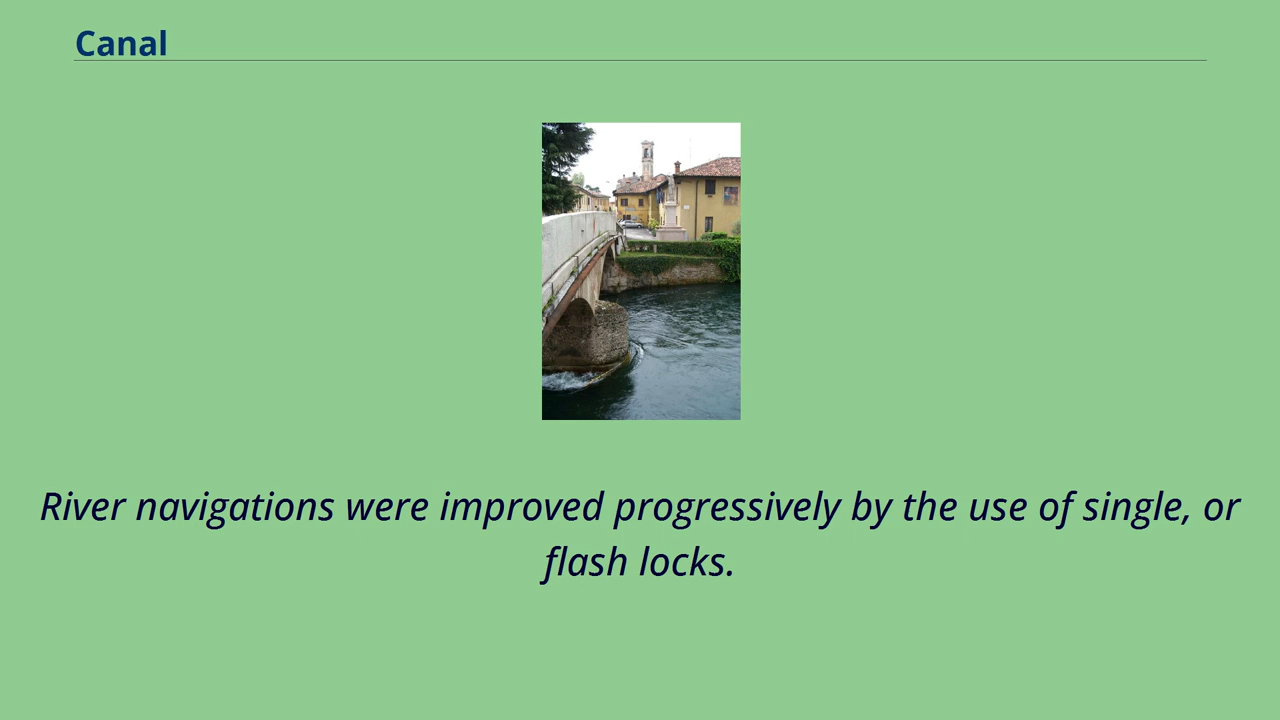 Canal
River navigations were improved progressively by the use of single, or
flash locks.